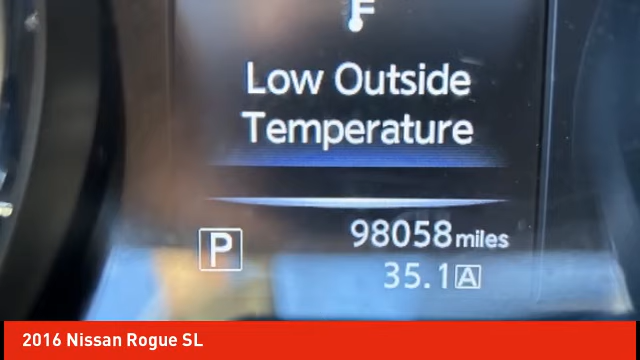 F
Low Outside
Temperature
P
98058 miles
35.1 A
2016 Nissan Rogue SL